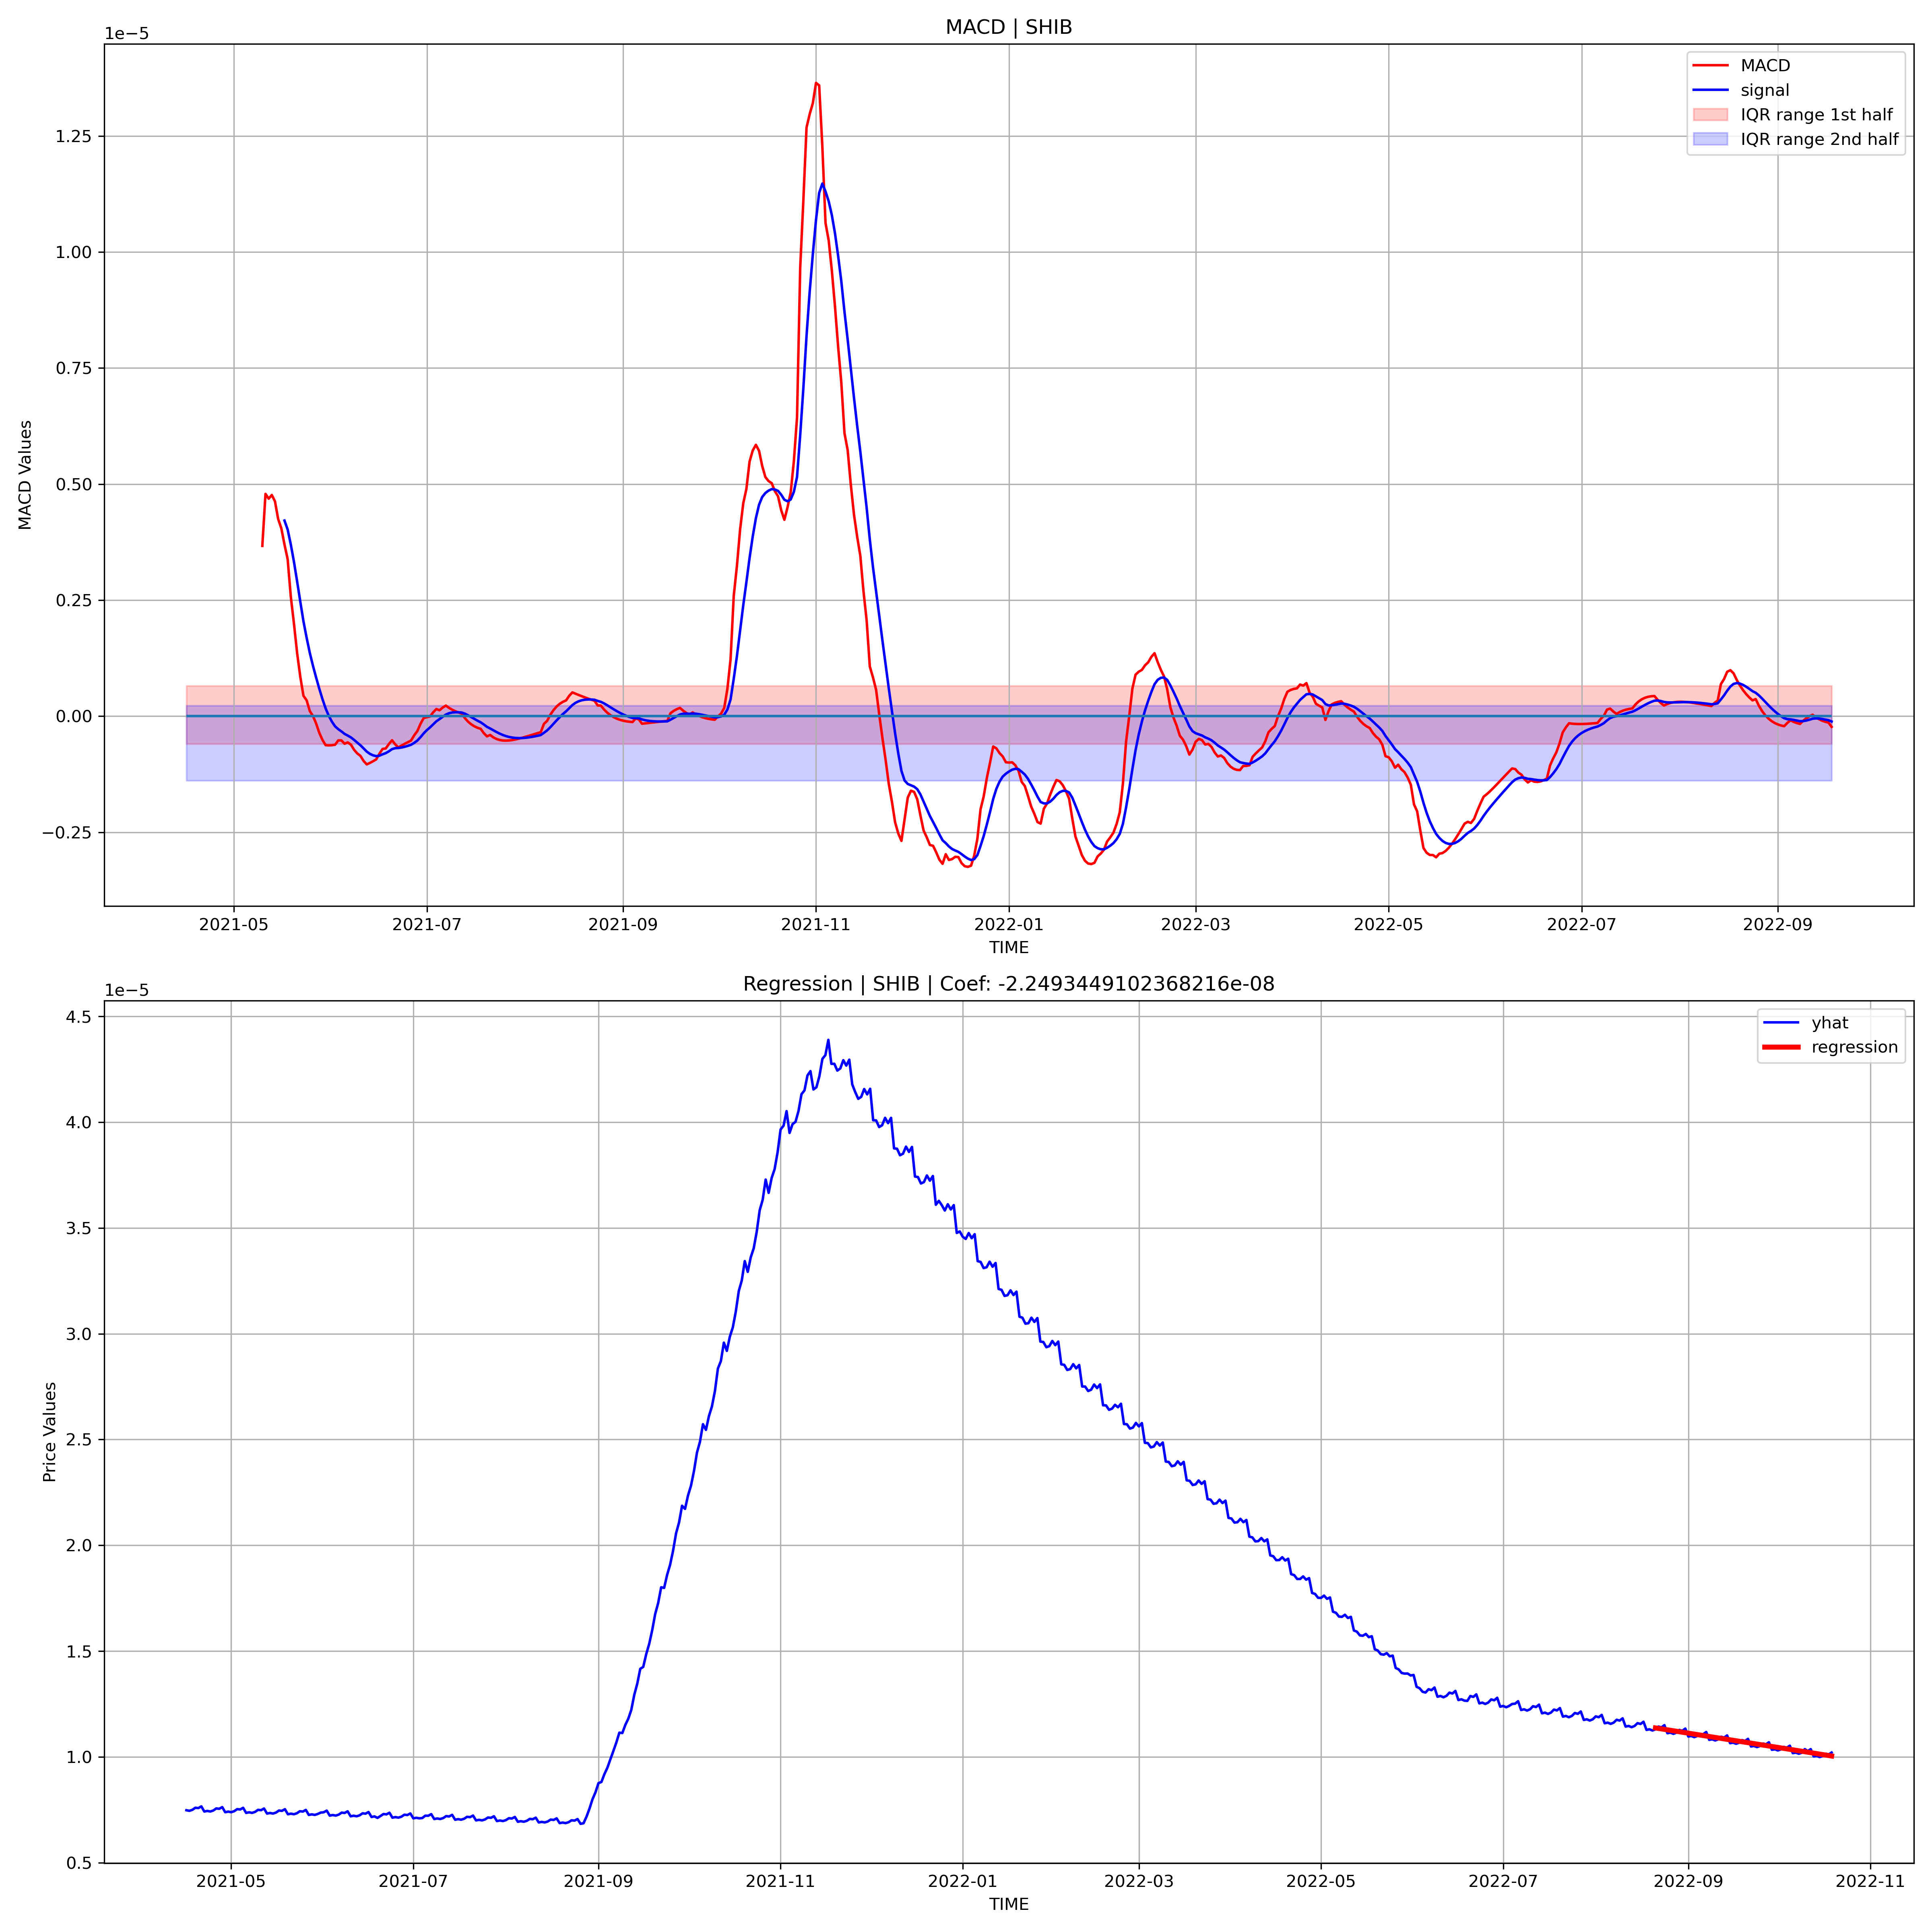 MACD | SHIB
1e−5
MACD
signal
IQR range 1st half
IQR range 2nd half
1.25
1.00
0.75
0.50
0.25
0.00
−0.25
MACD Values
2021-05 2021-07 2021-09 2021-11 2022-01 2022-03 2022-05 2022-07 2022-09
TIME
Regression | SHIB | Coef: -2.2493449102368216e-08
1e−5
yhat
regression
4.5
4.0
3.5
3.0
2.5
2.0
1.5
1.0
0.5
Price Values
2021-05 2021-07 2021-09 2021-11 2022-01 2022-03 2022-05 2022-07 2022-09 2022-11
TIME